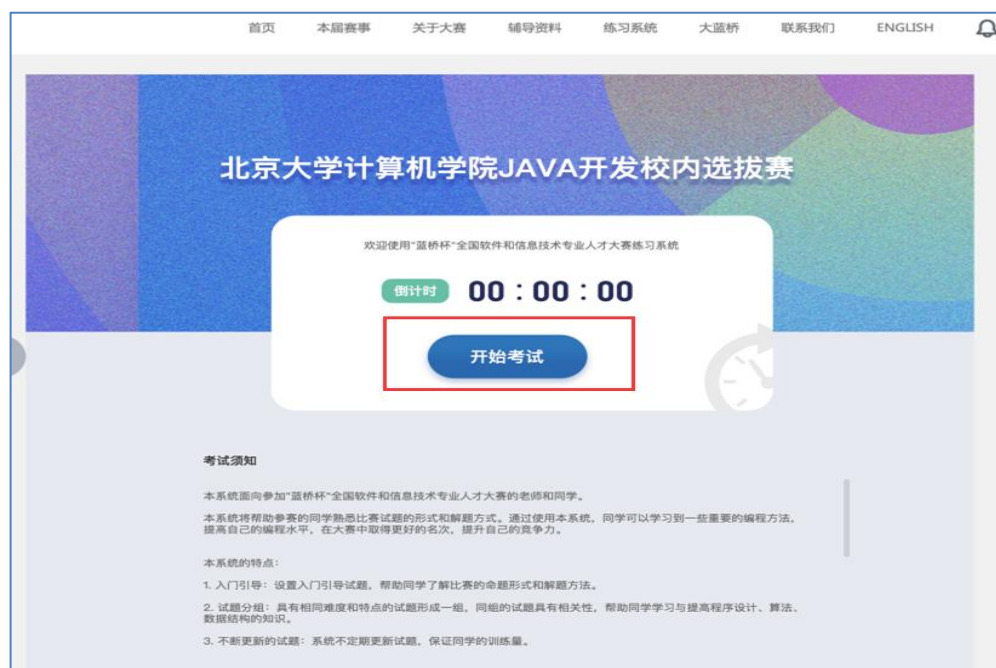 首页 本届赛事 关于大赛 辅导资料 练习系统 大蓝桥 联系我们 ENGLISH
北京大学计算机学院JAVA开发校内选拔赛
欢迎使用“蓝桥杯”全国软件和信息技术专业人才大赛练习系统
倒计时 00 : 00 : 00
开始考试
考试须知
本系统面向参加“蓝桥杯”全国软件和信息技术专业人才大赛的老师和同学。
本系统将帮助参赛的同学熟悉比赛试题的形式和解题方式。通过使用本系统，同学可以学习到一些重要的编程方法，
提高自己的编程水平，在大赛中取得更好的名次，提升自己的竞争力。
本系统的特点：
1. 入门引导：设置入门引导试题，帮助同学了解比赛的命题形式和解题方法。
2. 试题分组：具有相同难度和特点的试题形成一组，同组的试题具有相关性，帮助同学学习与提高程序设计、算法、
数据结构的知识。
3. 不断更新的试题：系统不定期更新试题，保证同学的训练量。